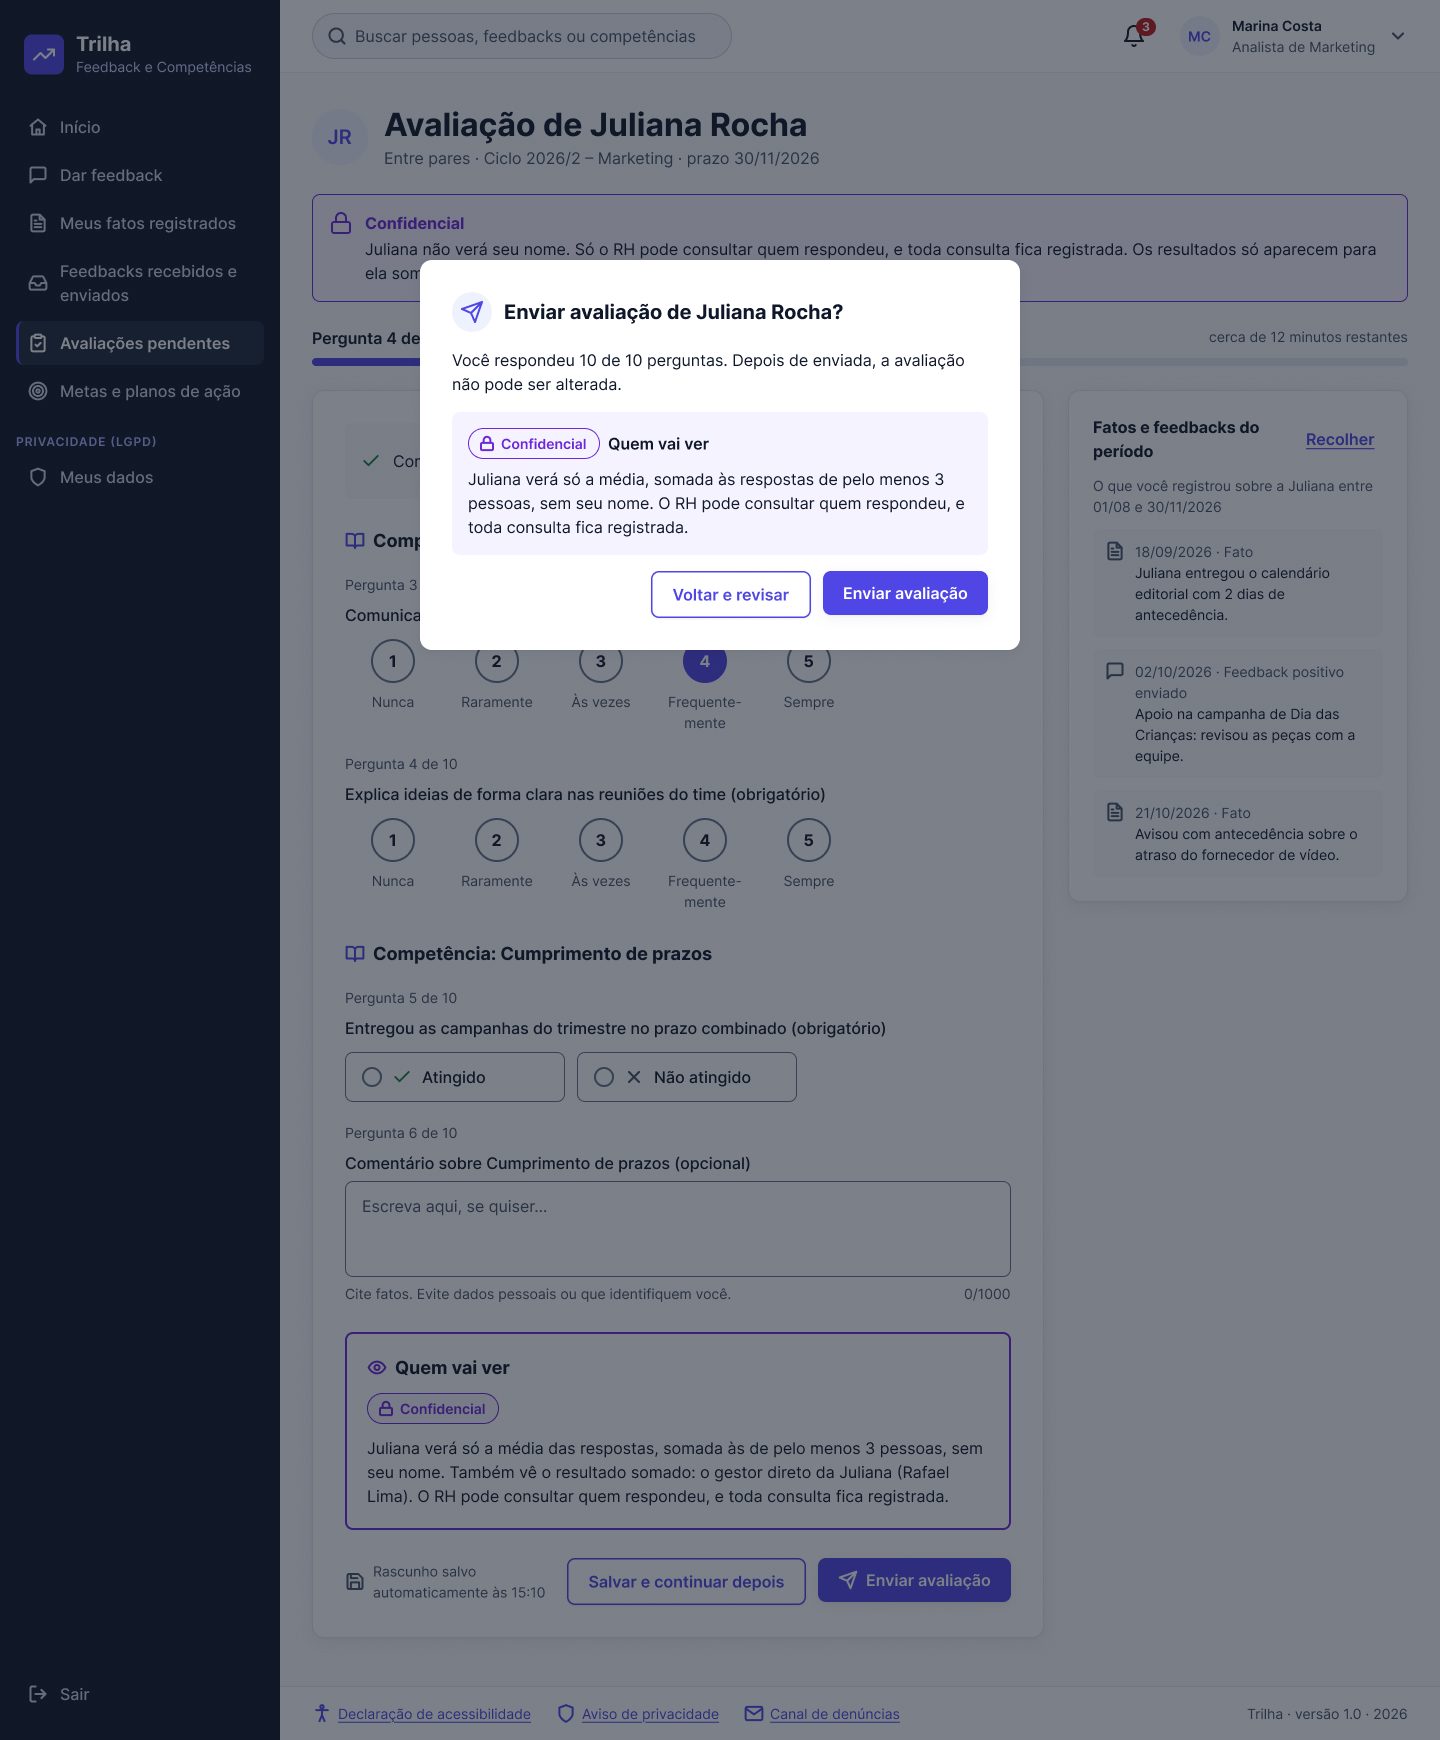 Trilha
Feedback e Competências
Início
Dar feedback
Meus fatos registrados
Feedbacks recebidos e
enviados
Avaliações pendentes
Metas e planos de ação
PRIVACIDADE (LGPD)
Meus dados
Sair
Buscar pessoas, feedbacks ou competências
3
MC
Marina Costa
Analista de Marketing
JR
Avaliação de Juliana Rocha
Entre pares · Ciclo 2026/2 – Marketing · prazo 30/11/2026
Confidencial
Juliana não verá seu nome. Só o RH pode consultar quem respondeu, e toda consulta fica registrada. Os resultados só aparecem para
ela som
Pergunta 4 de
cerca de 12 minutos restantes
Enviar avaliação de Juliana Rocha?
Você respondeu 10 de 10 perguntas. Depois de enviada, a avaliação
não pode ser alterada.
Confidencial
Quem vai ver
Juliana verá só a média, somada às respostas de pelo menos 3
pessoas, sem seu nome. O RH pode consultar quem respondeu, e
toda consulta fica registrada.
Voltar e revisar
Enviar avaliação
Con
Comp
Pergunta 3
Comunica
1 2 3 4 5
Nunca Raramente Às vezes Frequente-
mente Sempre
Pergunta 4 de 10
Explica ideias de forma clara nas reuniões do time (obrigatório)
1 2 3 4 5
Nunca Raramente Às vezes Frequente-
mente Sempre
Competência: Cumprimento de prazos
Pergunta 5 de 10
Entregou as campanhas do trimestre no prazo combinado (obrigatório)
Atingido
Não atingido
Pergunta 6 de 10
Comentário sobre Cumprimento de prazos (opcional)
Escreva aqui, se quiser...
Cite fatos. Evite dados pessoais ou que identifiquem você.
0/1000
Quem vai ver
Confidencial
Juliana verá só a média das respostas, somada às de pelo menos 3 pessoas, sem
seu nome. Também vê o resultado somado: o gestor direto da Juliana (Rafael
Lima). O RH pode consultar quem respondeu, e toda consulta fica registrada.
Rascunho salvo
automaticamente às 15:10
Salvar e continuar depois
Enviar avaliação
Fatos e feedbacks do
período
Recolher
O que você registrou sobre a Juliana entre
01/08 e 30/11/2026
18/09/2026 · Fato
Juliana entregou o calendário
editorial com 2 dias de
antecedência.
02/10/2026 · Feedback positivo
enviado
Apoio na campanha de Dia das
Crianças: revisou as peças com a
equipe.
21/10/2026 · Fato
Avisou com antecedência sobre o
atraso do fornecedor de vídeo.
Declaração de acessibilidade
Aviso de privacidade
Canal de denúncias
Trilha · versão 1.0 · 2026